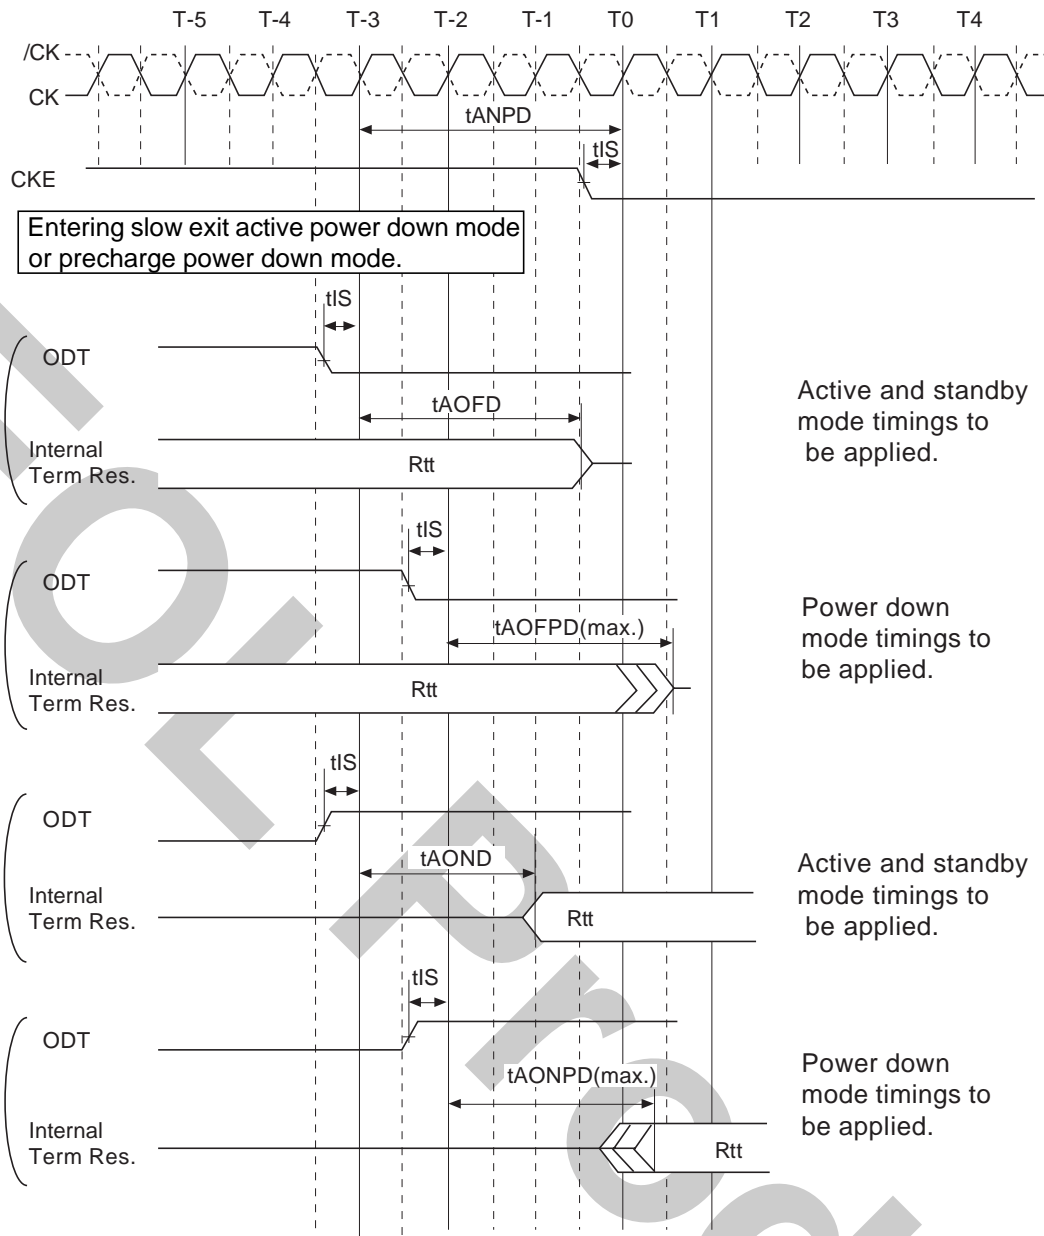 T-5 T-4 T-3 T-2 T-1 T0 T1 T2 T3 T4
/CK
CK
tANPD
tIS
CKE
Entering slow exit active power down mode
or precharge power down mode.
tIS
ODT
tAOFD
Internal
Term Res.
Rtt
Active and standby
mode timings to
be applied.
tIS
ODT
tAOFPD(max.)
Internal
Term Res.
Rtt
Power down
mode timings to
be applied.
tIS
ODT
tAOND
Internal
Term Res.
Rtt
Active and standby
mode timings to
be applied.
tIS
ODT
tAONPD(max.)
Internal
Term Res.
Rtt
Power down
mode timings to
be applied.